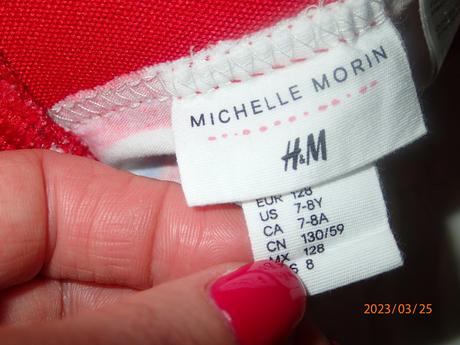 MICHELLE MORIN
H&M
EUR 128
US 7-8Y
CA 7-8A
CN 130/59
MX 128
S 8
2023/03/25